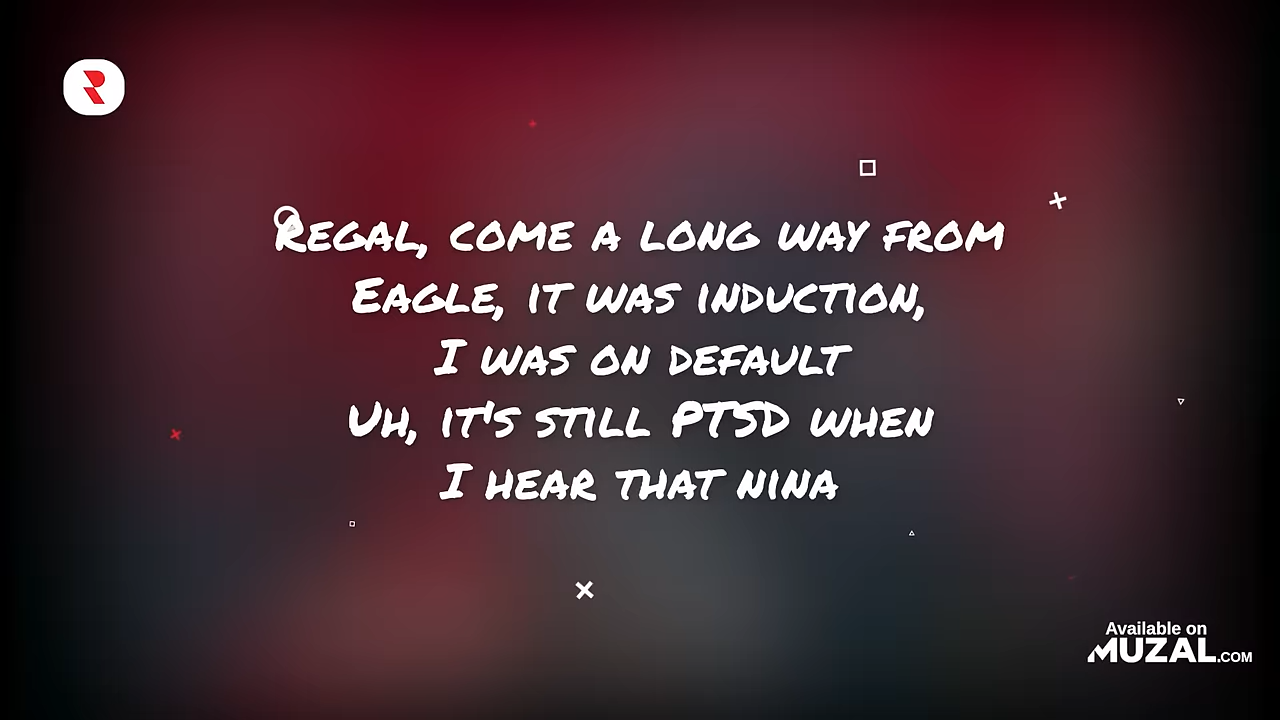 Regal, come a long way from
Eagle, it was induction,
I was on default
Uh, it's still PTSD when
I hear that nina
Available on
MUZAL.COM